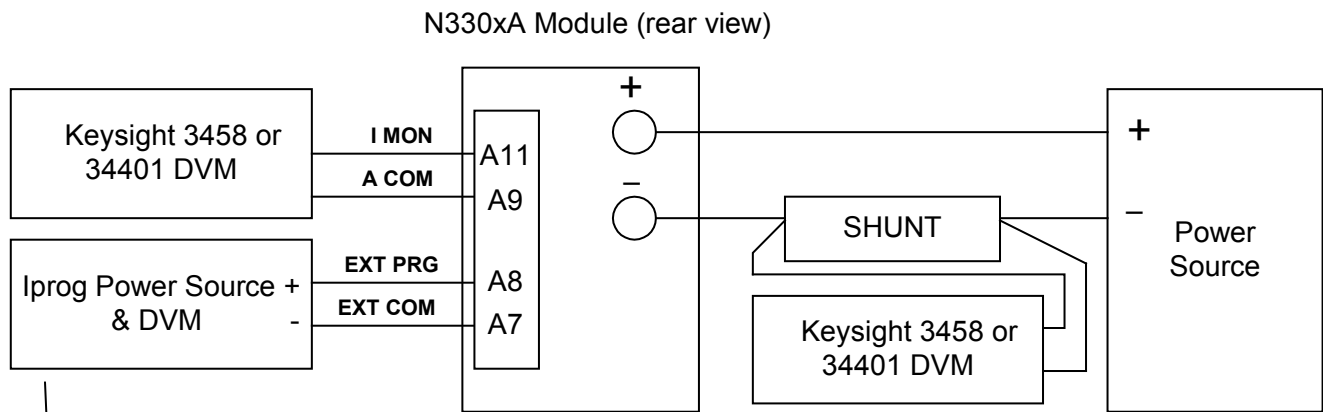 N330xA Module (rear view)
Keysight 3458 or
34401 DVM
I MON
A COM
A11
A9
+
–
Iprog Power Source +
& DVM -
EXT PRG
EXT COM
A8
A7
SHUNT
Keysight 3458 or
34401 DVM
+
–
Power
Source